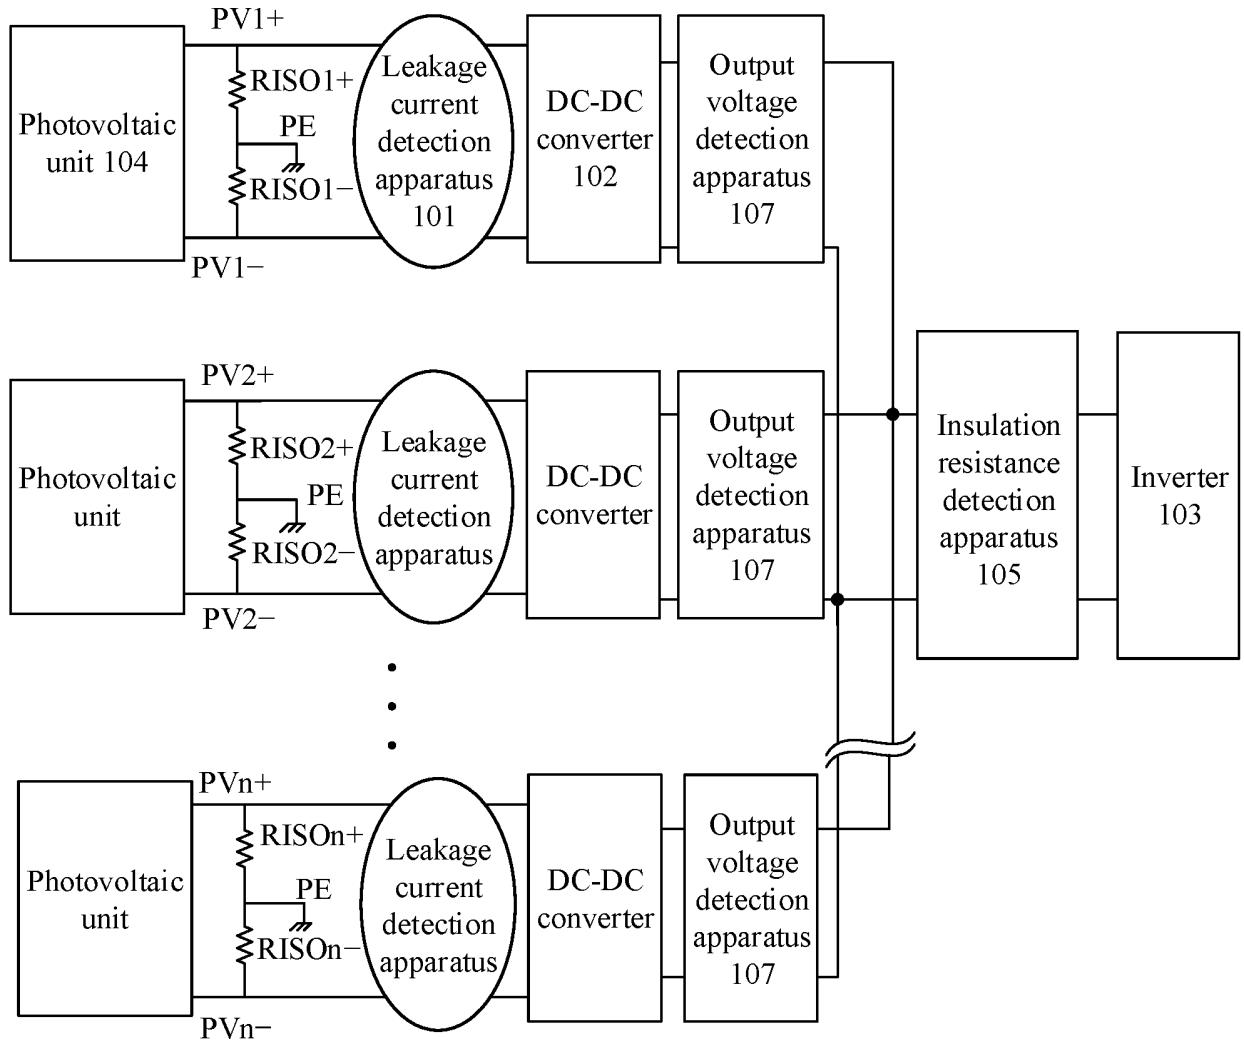 PV1+
Photovoltaic
unit 104
RISO1+
PE
RISO1−
PV1−
Leakage
current
detection
apparatus
101
DC-DC
converter
102
Output
voltage
detection
apparatus
107
PV2+
Photovoltaic
unit
RISO2+
PE
RISO2−
PV2−
Leakage
current
detection
apparatus
DC-DC
converter
Output
voltage
detection
apparatus
107
Insulation
resistance
detection
apparatus
105
Inverter
103
PVn+
Photovoltaic
unit
RISOn+
PE
RISOn−
PVn−
Leakage
current
detection
apparatus
DC-DC
converter
Output
voltage
detection
apparatus
107